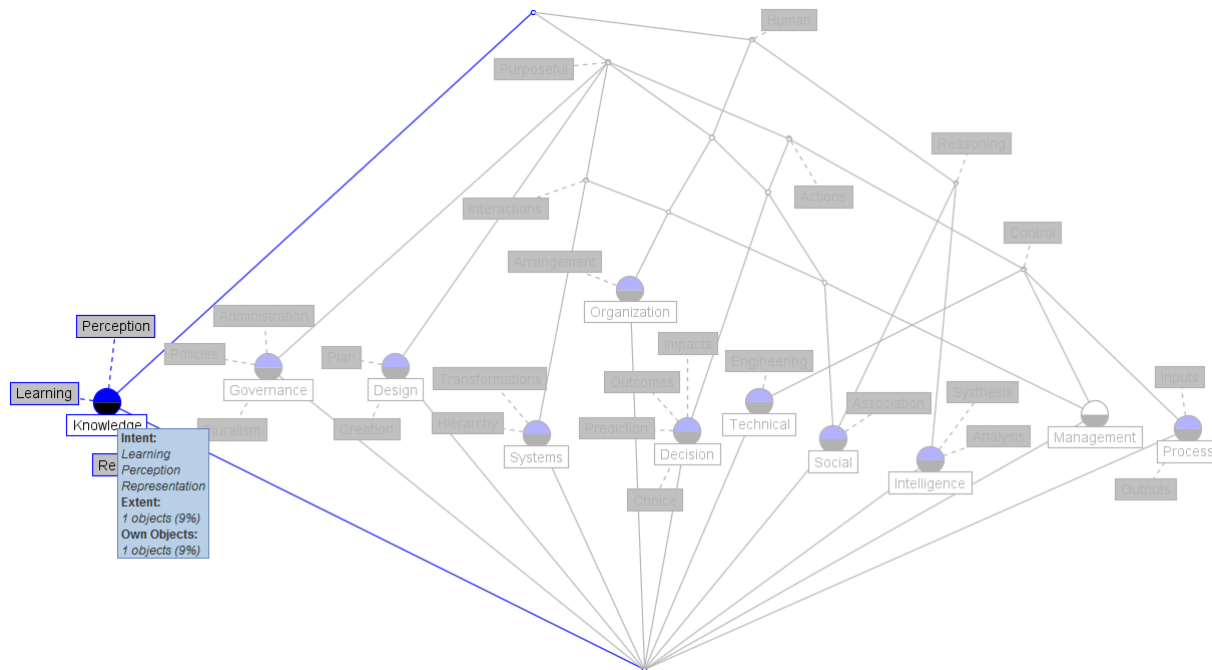 Human
Purposeful
Reasoning
Interactions
Actions
Control
Arrangement
Organization
Perception
Administration
Policies
Governance
Pluralism
Plan
Design
Creation
Impacts
Outcomes
Prediction
Decision
Choice
Engineering
Technical
Transformations
Hierarchy
Systems
Association
Social
Systhesis
Analysis
Intelligence
Management
Inputs
Process
Outputs
Learning
Knowledge
Intent:
Learning
Perception
Representation
Extent:
1 objects (9%)
Own Objects:
1 objects (9%)